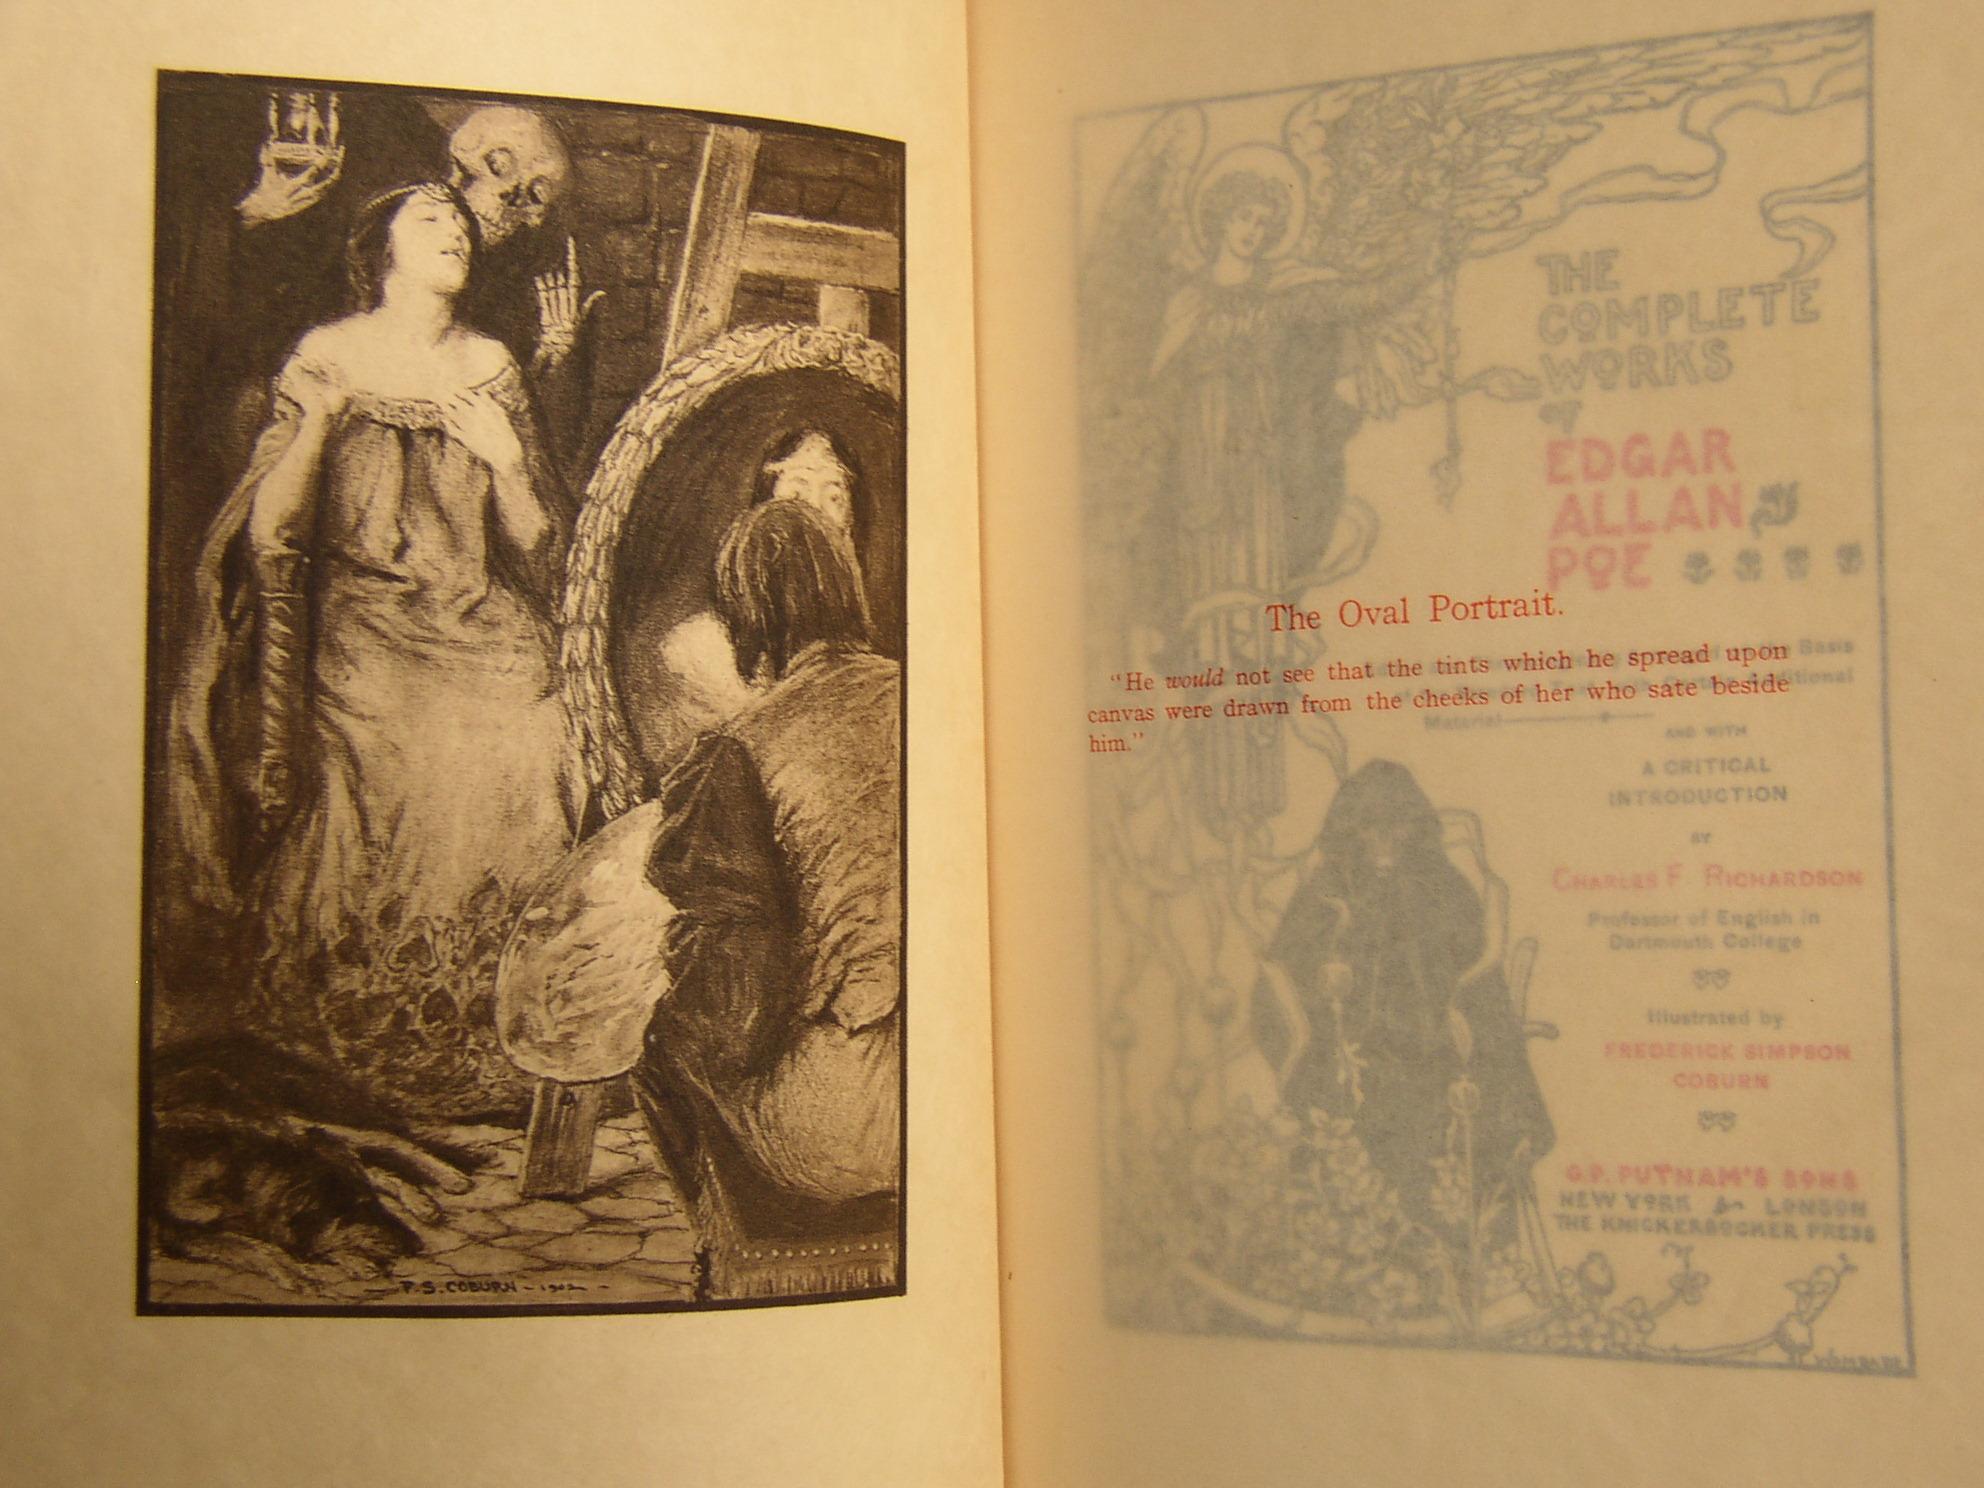 F. S. COBURN - 1902 -
THE
COMPLETE
WORKS
OF
EDGAR
ALLAN
POE
The Oval Portrait.
"He would not see that the tints which he spread upon
canvas were drawn from the cheeks of her who sate beside
him."
Basis
Additional
Material
AND WITH
A CRITICAL
INTRODUCTION
BY
CHARLES F RICHARDSON
Professor of English in
Dartmouth College
Illustrated by
FREDERICK SIMPSON
COBURN
G. P. PUTNAM'S SONS
NEW YORK & LONDON
THE KNICKERBOCKER PRESS